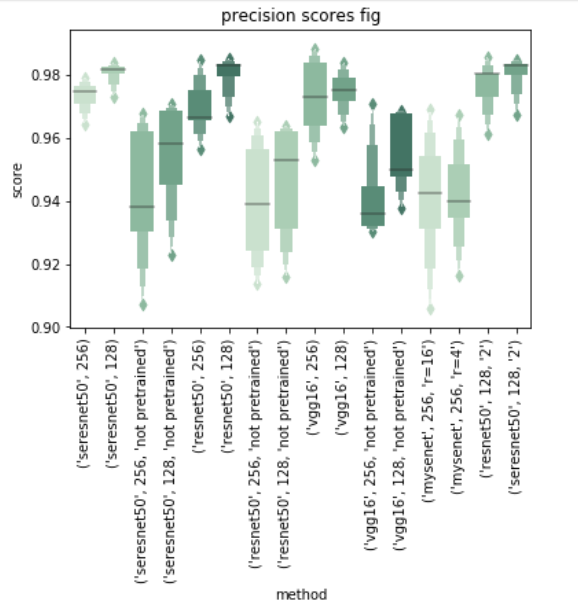 precision scores fig
0.98
0.96
0.94
0.92
0.90
score
('seresnet50', 256)
('seresnet50', 128)
('seresnet50', 256, 'not pretrained')
('seresnet50', 128, 'not pretrained')
('resnet50', 256)
('resnet50', 128)
('resnet50', 256, 'not pretrained')
('resnet50', 128, 'not pretrained')
('vgg16', 256)
('vgg16', 128)
('vgg16', 256, 'not pretrained')
('vgg16', 128, 'not pretrained')
('mysenet', 256, 'r=16')
('mysenet', 256, 'r=4')
('resnet50', 128, '2')
('seresnet50', 128, '2')
method